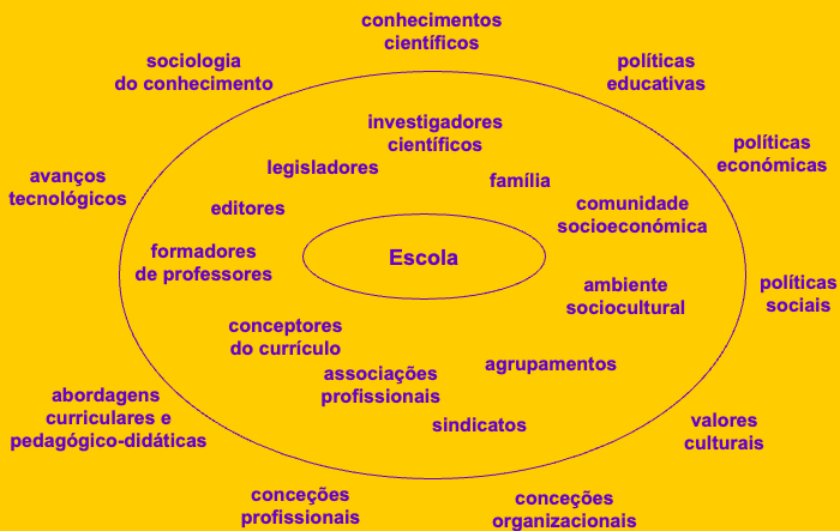 conhecimentos
científicos
sociologia
do conhecimento
políticas
educativas
investigadores
científicos
políticas
económicas
legisladores
família
avanços
tecnológicos
editores
comunidade
socioeconómica
formadores
de professores
Escola
ambiente
sociocultural
políticas
sociais
conceptores
do currículo
associações
profissionais
agrupamentos
abordagens
curriculares e
pedagógico-didáticas
sindicatos
valores
culturais
conceções
profissionais
conceções
organizacionais